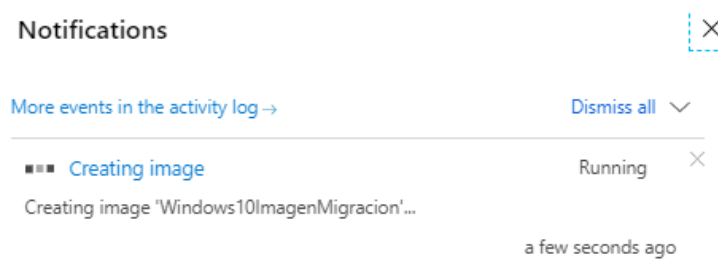 Notifications
More events in the activity log →
Dismiss all
Creating image
Running
Creating image 'Windows10ImagenMigracion'...
a few seconds ago